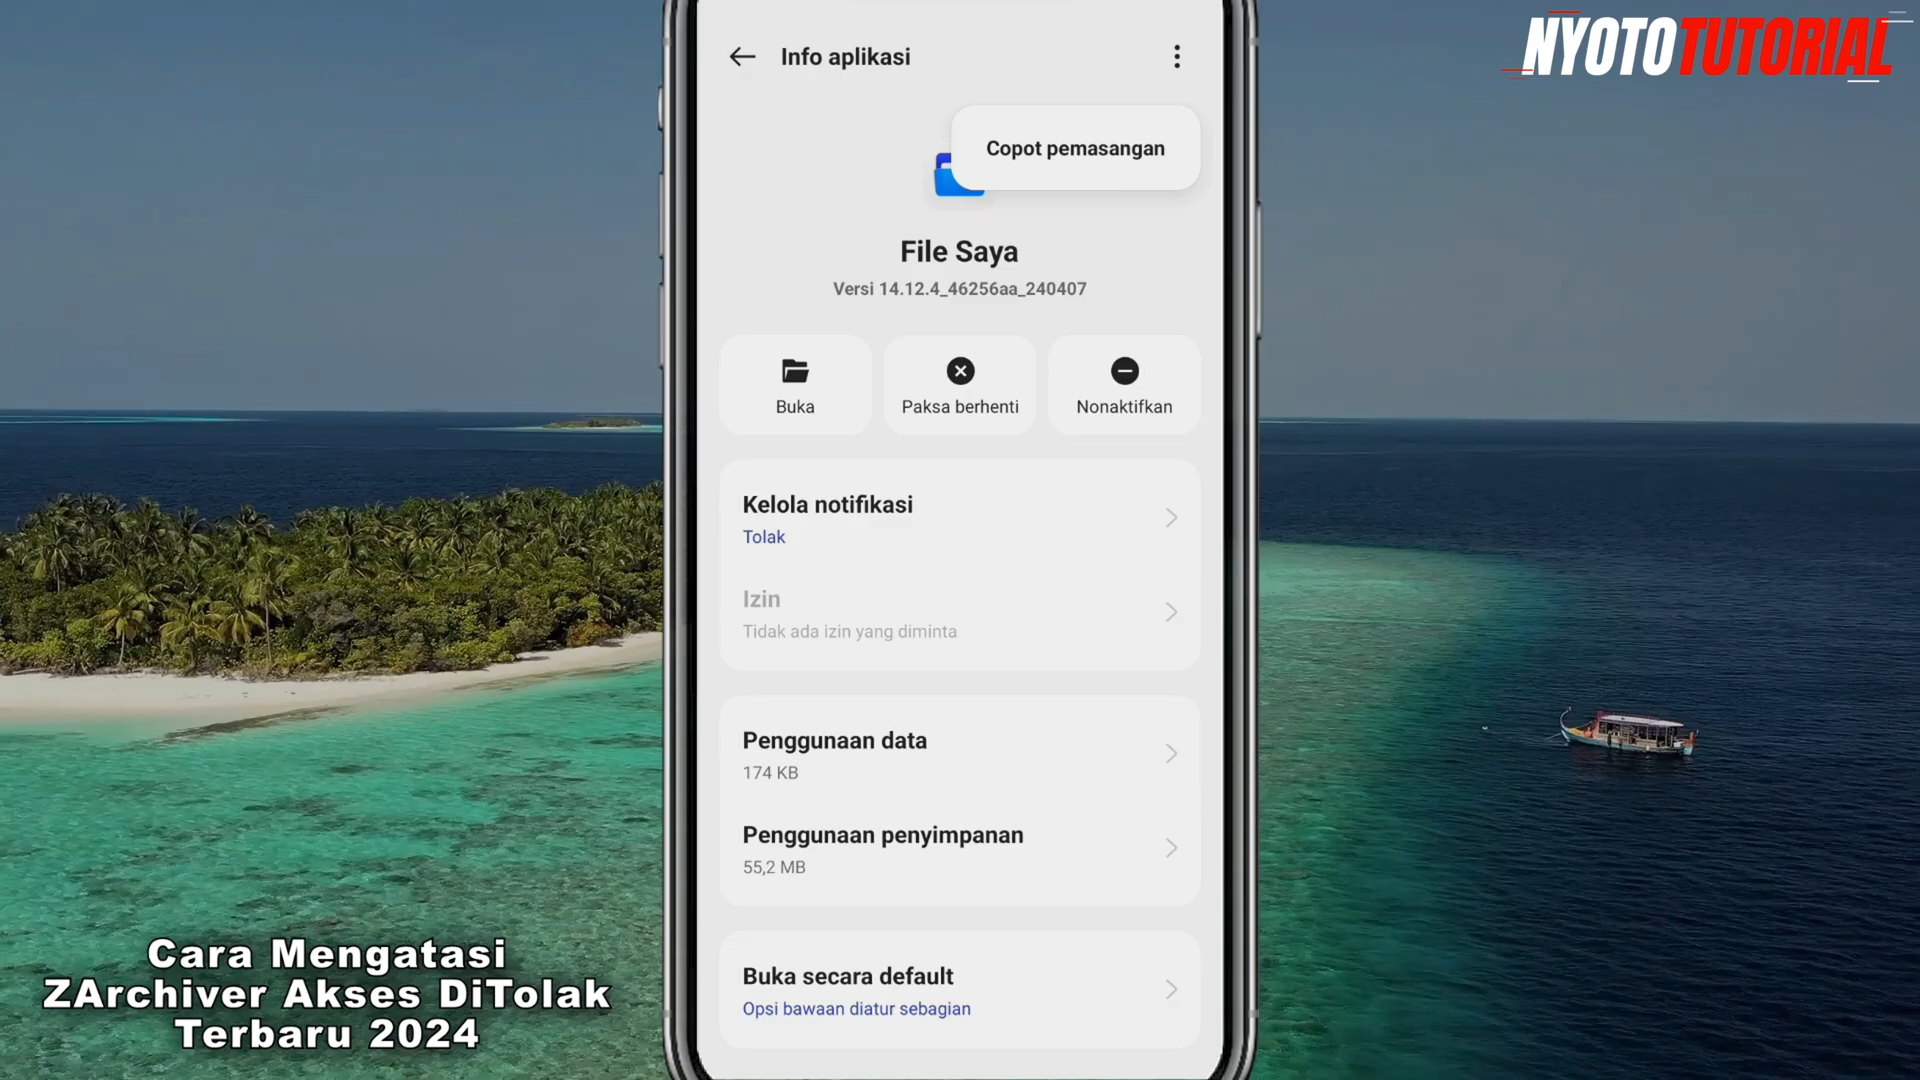 NYOTOTUTORIAL
Info aplikasi
Copot pemasangan
File Saya
Versi 14.12.4_46256aa_240407
Buka
Paksa berhenti
Nonaktifkan
Kelola notifikasi
Tolak
Izin
Tidak ada izin yang diminta
Penggunaan data
174 KB
Penggunaan penyimpanan
55,2 MB
Buka secara default
Opsi bawaan diatur sebagian
Cara Mengatasi
ZArchiver Akses DiTolak
Terbaru 2024